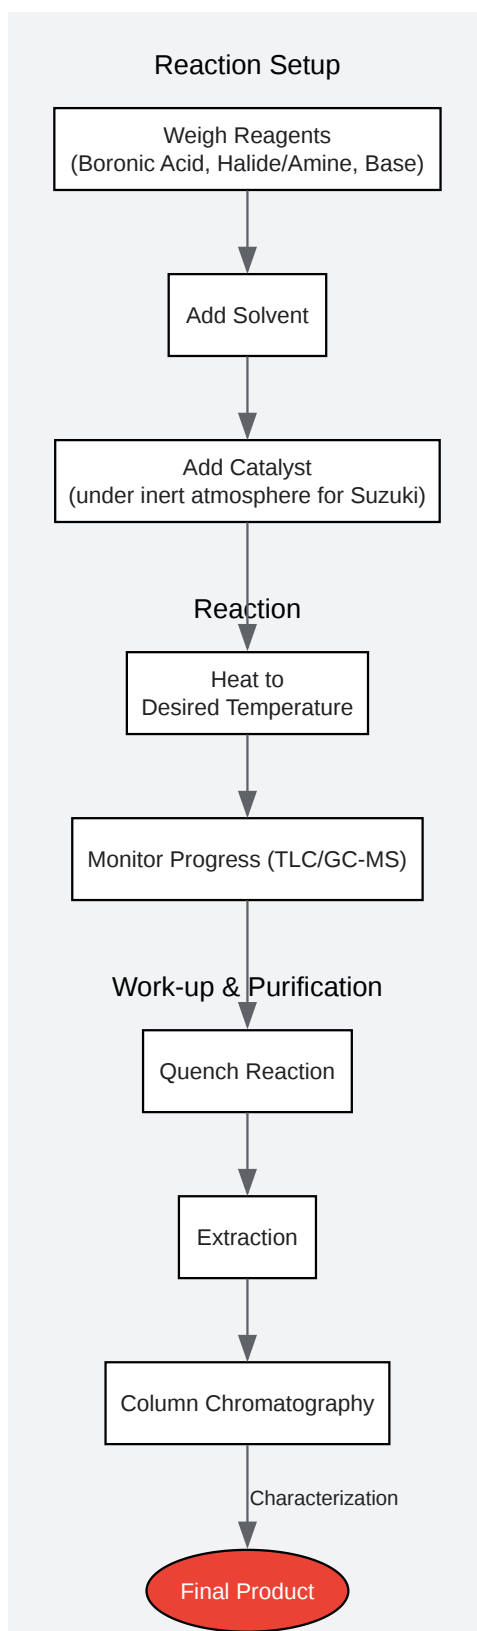 Reaction Setup
Weigh Reagents
(Boronic Acid, Halide/Amine, Base)
Add Solvent
Add Catalyst
(under inert atmosphere for Suzuki)
Reaction
Heat to
Desired Temperature
Monitor Progress (TLC/GC-MS)
Work-up & Purification
Quench Reaction
Extraction
Column Chromatography
Characterization
Final Product